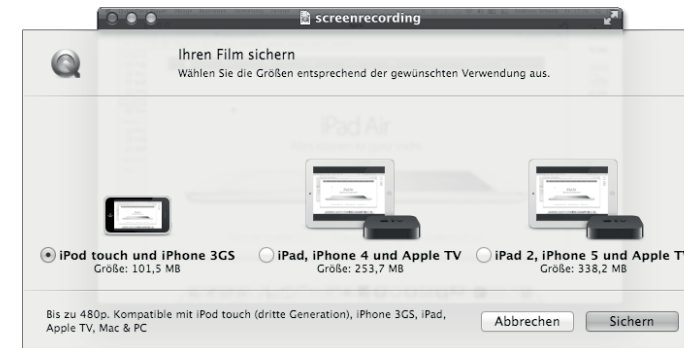 screenrecording
Ihren Film sichern
Wählen Sie die Größen entsprechend der gewünschten Verwendung aus.
iPad Air
iPod touch und iPhone 3GS
Größe: 101,5 MB
iPad, iPhone 4 und Apple TV
Größe: 253,7 MB
iPad 2, iPhone 5 und Apple T
Größe: 338,2 MB
Bis zu 480p. Kompatible mit iPod touch (dritte Generation), iPhone 3GS, iPad,
Apple TV, Mac & PC
Abbrechen
Sichern